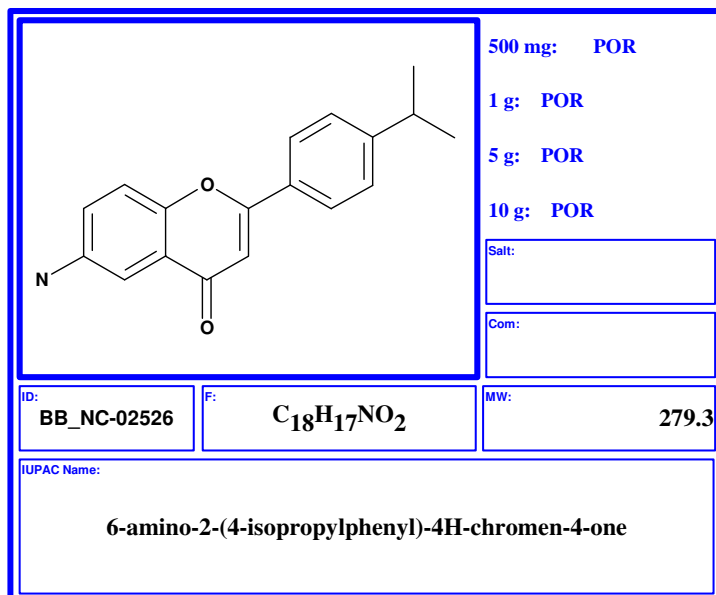 500 mg: POR
1 g: POR
5 g: POR
10 g: POR
O
N
O
Salt:
Com:
ID:
BB_NC-02526
F:
C18H17NO2
MW:
279.3
IUPAC Name:
6-amino-2-(4-isopropylphenyl)-4H-chromen-4-one